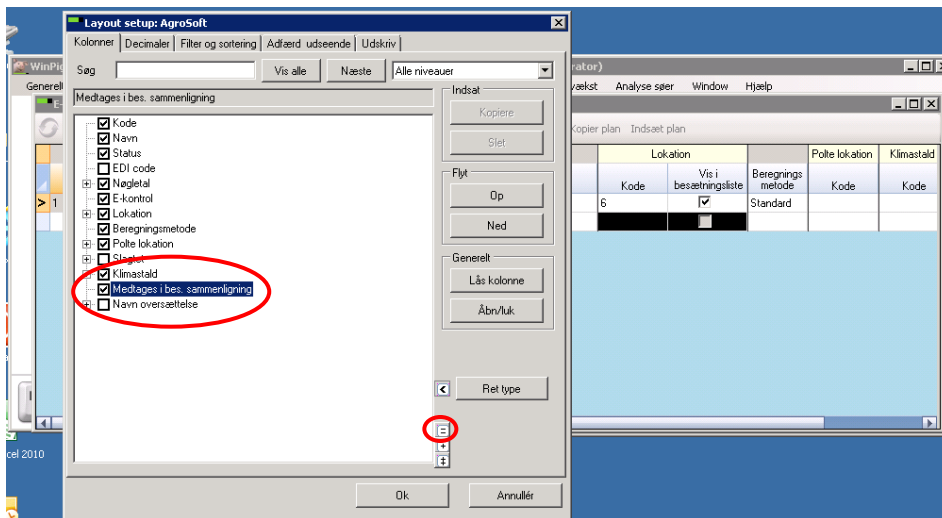 Layout setup: AgroSoft
Kolonner Decimaler Filter og sortering Adfærd udseende Udskriv
Søg Vis alle Næste Alle niveauer
Medtages i bes. sammenligning
Kode
Navn
Status
EDI code
Nøgletal
E-kontrol
Lokation
Beregningsmetode
Polte lokation
Slagtet
Klimastald
Medtages i bes. sammenligning
Navn oversættelse
Indsæt
Kopiere
Slet
Flyt
Op
Ned
Generelt
Lås kolonne
Åbn/luk
Ret type
Ok Annullér
WinPig
rator)
Generel
vækst Analyse søer Window Hjælp
E-
Kopier plan Indsæt plan
Lokation Polte lokation Klimastald
Kode Vis i besætningsliste Beregnings metode Kode Kode
1 6 Standard
cel 2010